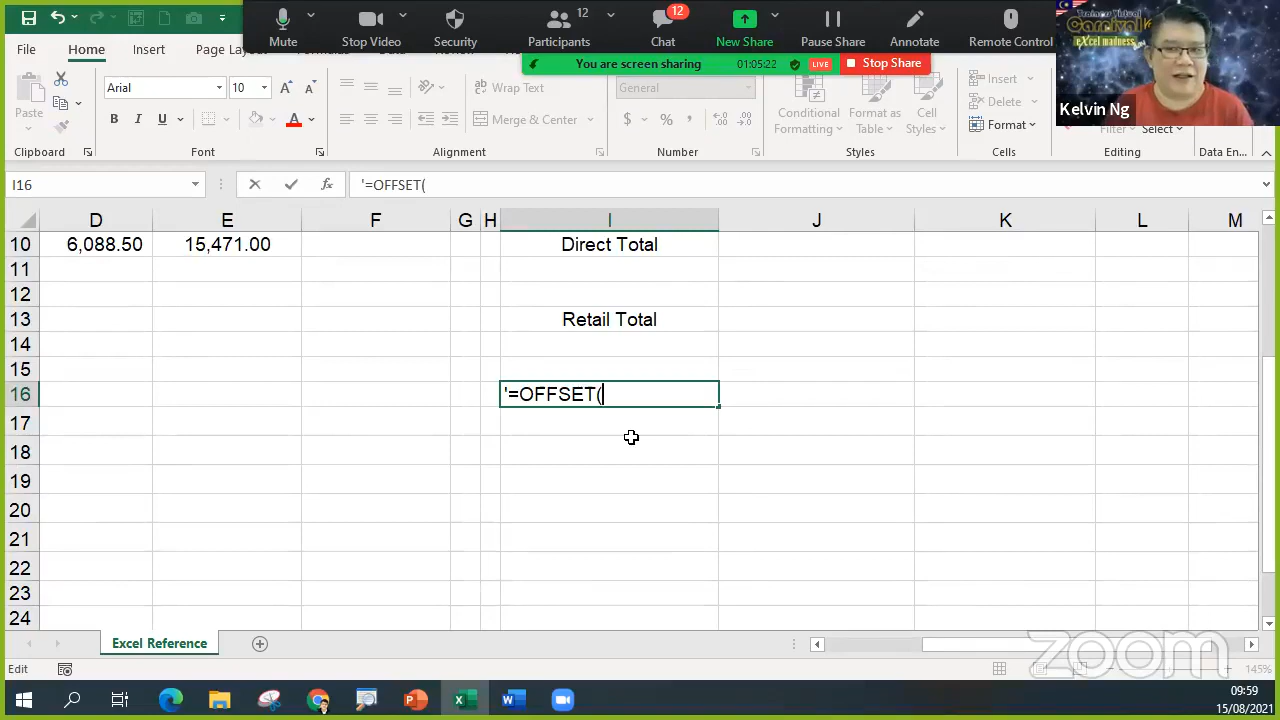 12
12
Mute
Stop Video
Security
Participants
Chat
New Share
Pause Share
Annotate
Remote Control
You are screen sharing
01:05:22
LIVE
Stop Share
Trainer Virtual
Carnival
eXcel madness
Kelvin Ng
File
Home
Insert
Page Layout
Paste
Arial
10
B I U
A
Wrap Text
Merge & Center
General
$ % ,
Conditional
Formatting
Format as
Table
Cell
Styles
Insert
Delete
Format
Filter
Select
Clipboard
Font
Alignment
Number
Styles
Cells
Editing
Data En...
I16
fx
'=OFFSET(
D E F G H I J K L M
10 6,088.50 15,471.00 Direct Total
11
12
13 Retail Total
14
15
16 '=OFFSET(
17
18
19
20
21
22
23
24
Excel Reference
Edit
zoom
145%
09:59
15/08/2021